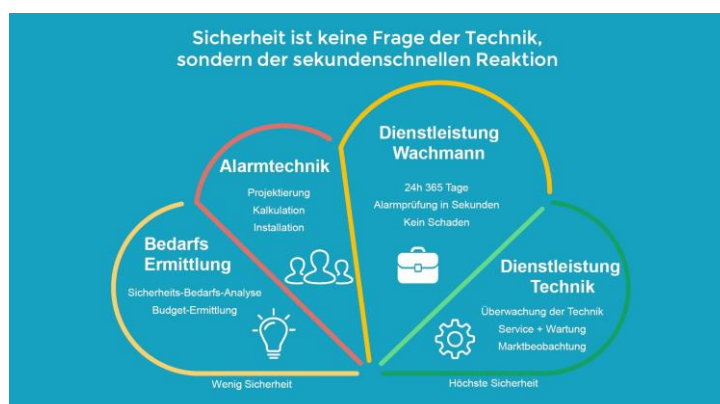 Sicherheit ist keine Frage der Technik,
sondern der sekundenschnellen Reaktion
Bedarfs
Ermittlung
Sicherheits-Bedarfs-Analyse
Budget-Ermittlung
Alarmtechnik
Projektierung
Kalkulation
Installation
Dienstleistung
Wachmann
24h 365 Tage
Alarmprüfung in Sekunden
Kein Schaden
Dienstleistung
Technik
Überwachung der Technik
Service + Wartung
Marktbeobachtung
Wenig Sicherheit
Höchste Sicherheit